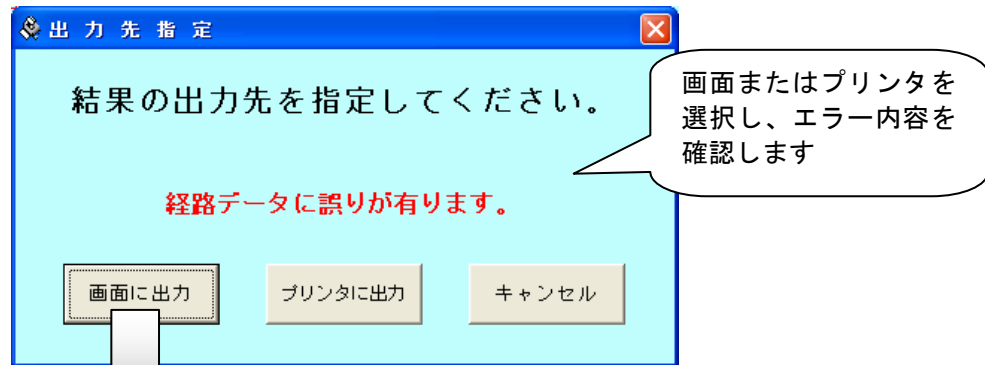 出力先指定
結果の出力先を指定してください。
画面またはプリンタを
選択し、エラー内容を
確認します
経路データに誤りが有ります。
画面に出力
プリンタに出力
キャンセル